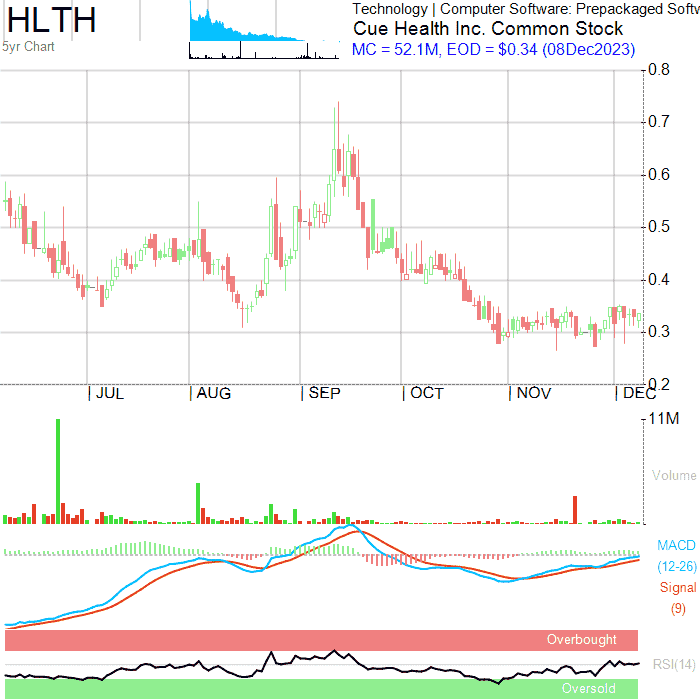 HLTH
5yr Chart
Technology | Computer Software: Prepackaged Softw
Cue Health Inc. Common Stock
MC = 52.1M, EOD = $0.34 (08Dec2023)
0.8
0.7
0.6
0.5
0.4
0.3
0.2
JUL
AUG
SEP
OCT
NOV
DEC
11M
Volume
MACD
(12-26)
Signal
(9)
Overbought
RSI(14)
Oversold